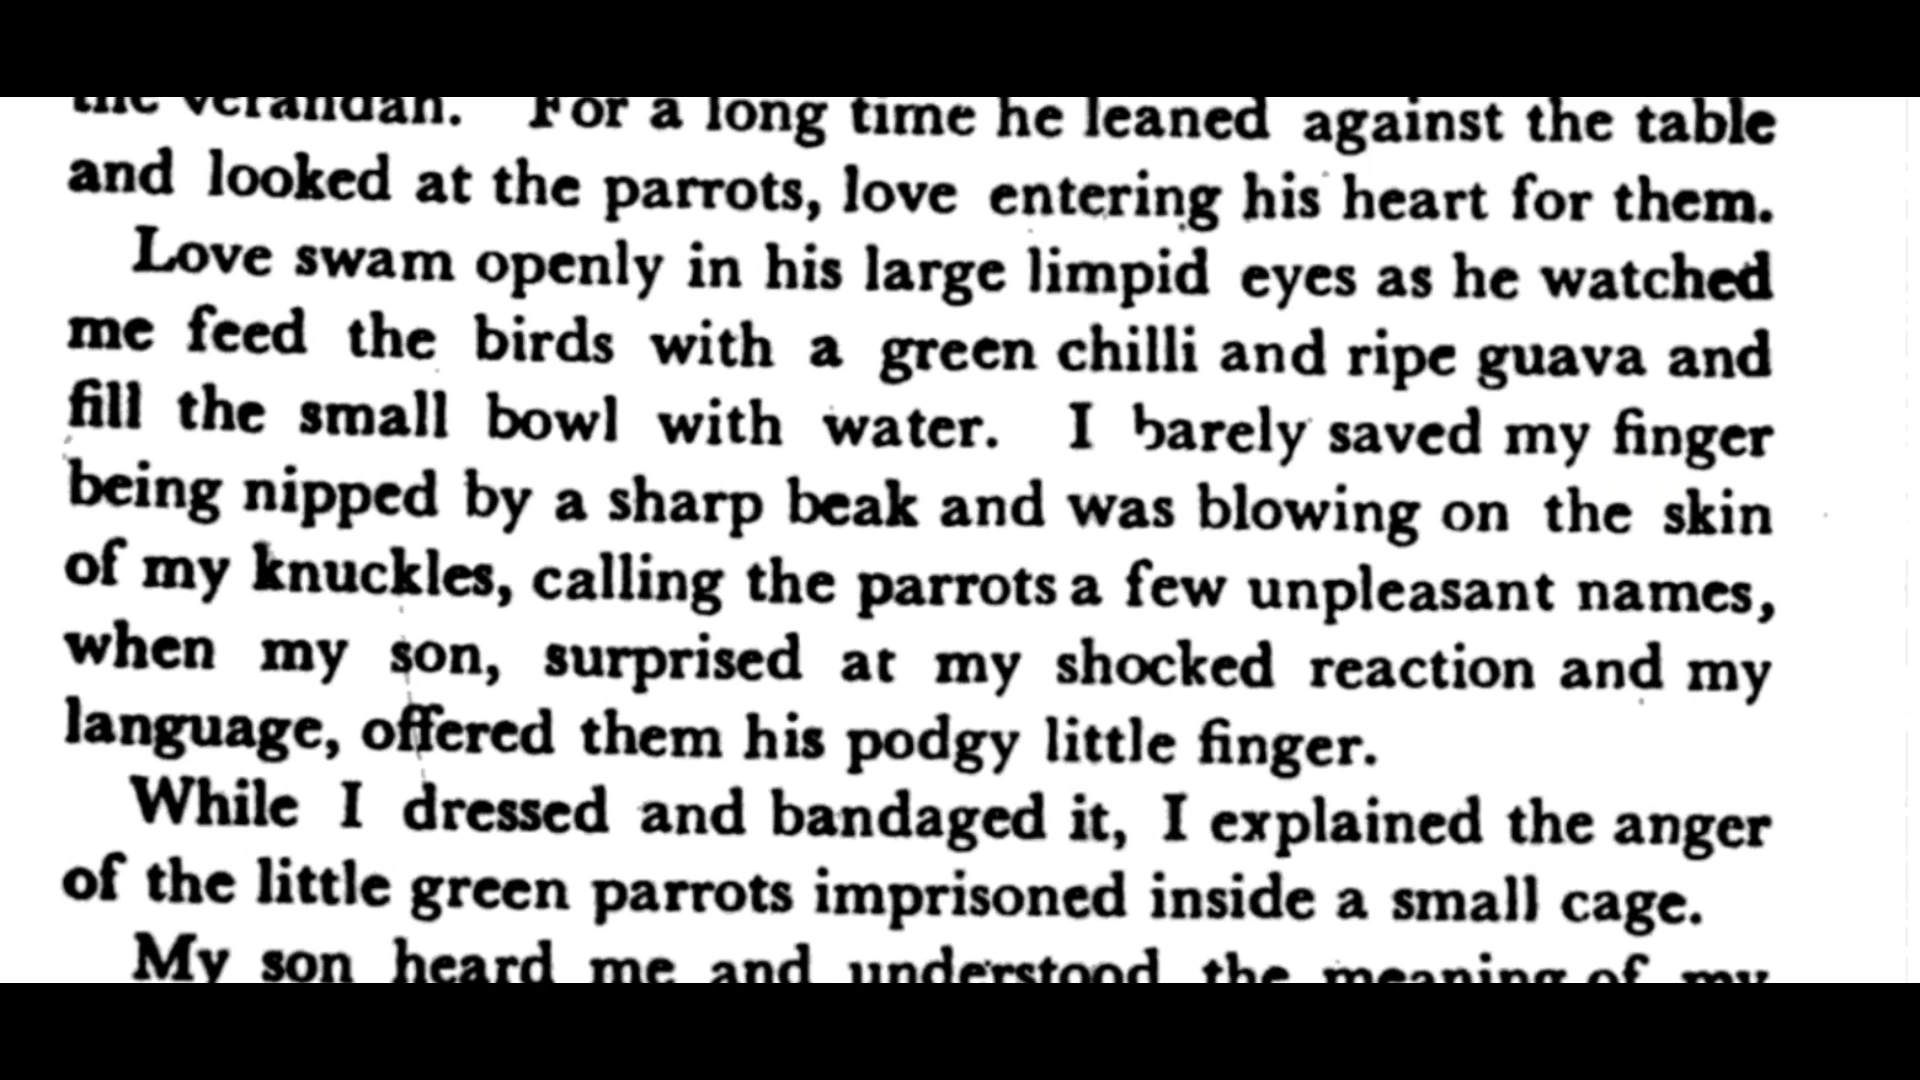 the verandah. For a long time he leaned against the table
and looked at the parrots, love entering his heart for them.
Love swam openly in his large limpid eyes as he watched
me feed the birds with a green chilli and ripe guava and
fill the small bowl with water. I barely saved my finger
being nipped by a sharp beak and was blowing on the skin
of my knuckles, calling the parrots a few unpleasant names,
when my son, surprised at my shocked reaction and my
language, offered them his podgy little finger.
While I dressed and bandaged it, I explained the anger
of the little green parrots imprisoned inside a small cage.
My son heard me and understood the meaning of my